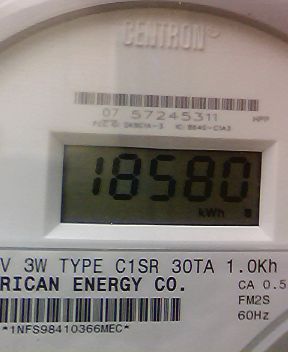 CENTRON®
07 57245311 HPP
18580
kWh
V 3W TYPE C1SR 30TA 1.0Kh
RICAN ENERGY CO. CA 0.5
FM2S
60Hz
*1NFS98410366MEC*